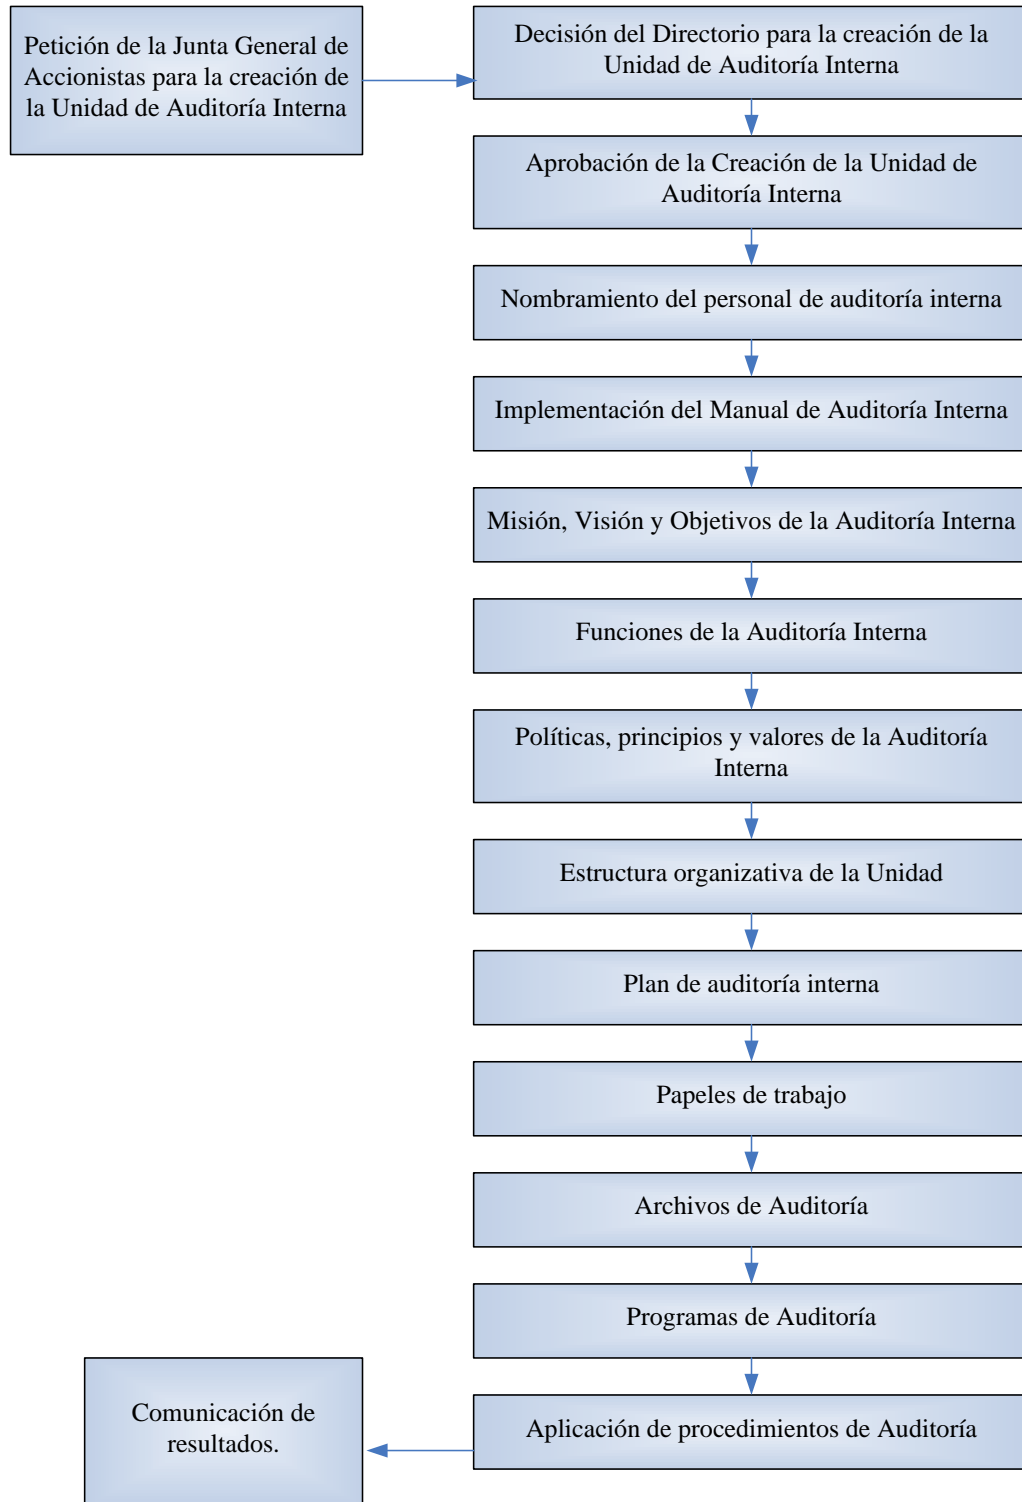 Petición de la Junta General de
Accionistas para la creación de
la Unidad de Auditoría Interna
Decisión del Directorio para la creación de la
Unidad de Auditoría Interna
Aprobación de la Creación de la Unidad de
Auditoría Interna
Nombramiento del personal de auditoría interna
Implementación del Manual de Auditoría Interna
Misión, Visión y Objetivos de la Auditoría Interna
Funciones de la Auditoría Interna
Políticas, principios y valores de la Auditoría
Interna
Estructura organizativa de la Unidad
Plan de auditoría interna
Papeles de trabajo
Archivos de Auditoría
Programas de Auditoría
Aplicación de procedimientos de Auditoría
Comunicación de
resultados.